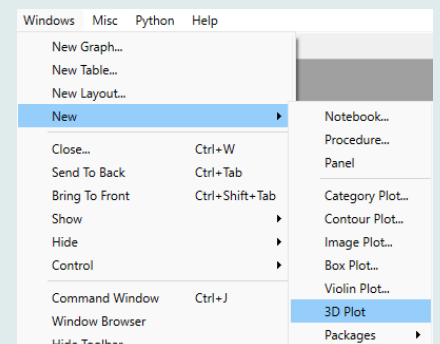 Windows Misc Python Help
New Graph...
New Table...
New Layout...
New
Close... Ctrl+W
Send To Back Ctrl+Tab
Bring To Front Ctrl+Shift+Tab
Show
Hide
Control
Command Window Ctrl+J
Window Browser
Hide Toolbar
Notebook...
Procedure...
Panel
Category Plot...
Contour Plot...
Image Plot...
Box Plot...
Violin Plot...
3D Plot
Packages